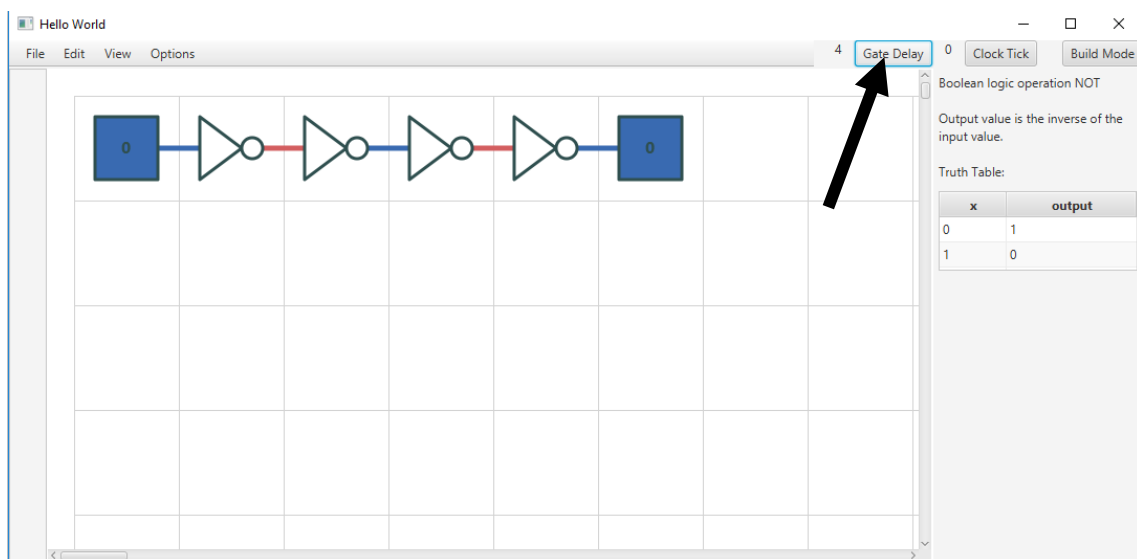 Hello World
File Edit View Options 4 Gate Delay 0 Clock Tick Build Mode
0 0
Boolean logic operation NOT
Output value is the inverse of the
input value.
Truth Table:
x output
0 1
1 0